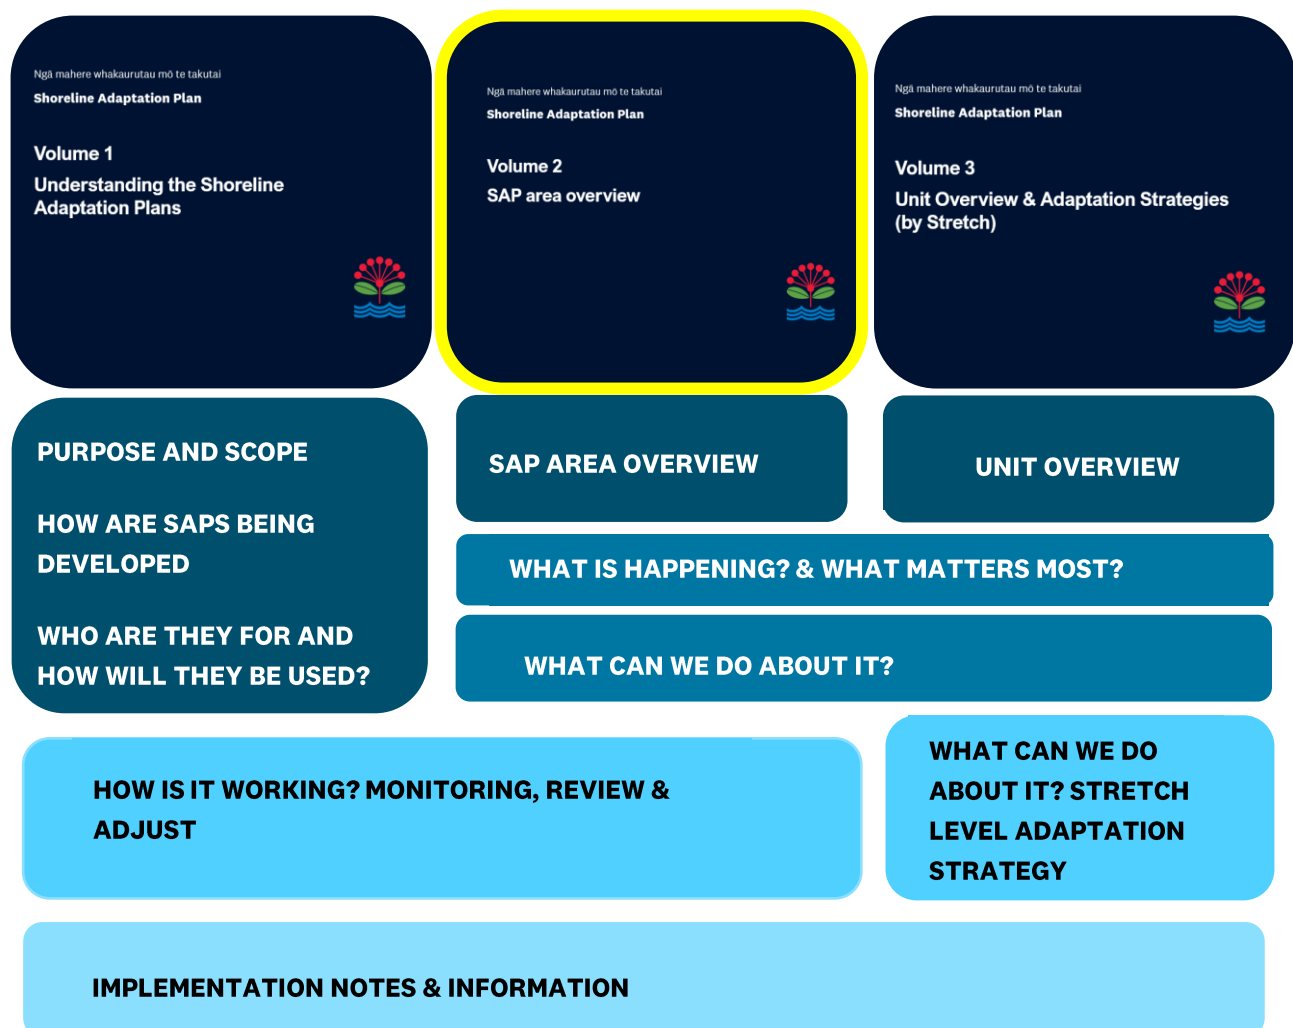 Ngā mahere whakaurutau mō te takutai
Shoreline Adaptation Plan
Volume 1
Understanding the Shoreline
Adaptation Plans
Ngā mahere whakaurutau mō te takutai
Shoreline Adaptation Plan
Volume 2
SAP area overview
Ngā mahere whakaurutau mō te takutai
Shoreline Adaptation Plan
Volume 3
Unit Overview & Adaptation Strategies
(by Stretch)
PURPOSE AND SCOPE
HOW ARE SAPS BEING
DEVELOPED
WHO ARE THEY FOR AND
HOW WILL THEY BE USED?
SAP AREA OVERVIEW
UNIT OVERVIEW
WHAT IS HAPPENING? & WHAT MATTERS MOST?
WHAT CAN WE DO ABOUT IT?
HOW IS IT WORKING? MONITORING, REVIEW &
ADJUST
WHAT CAN WE DO
ABOUT IT? STRETCH
LEVEL ADAPTATION
STRATEGY
IMPLEMENTATION NOTES & INFORMATION